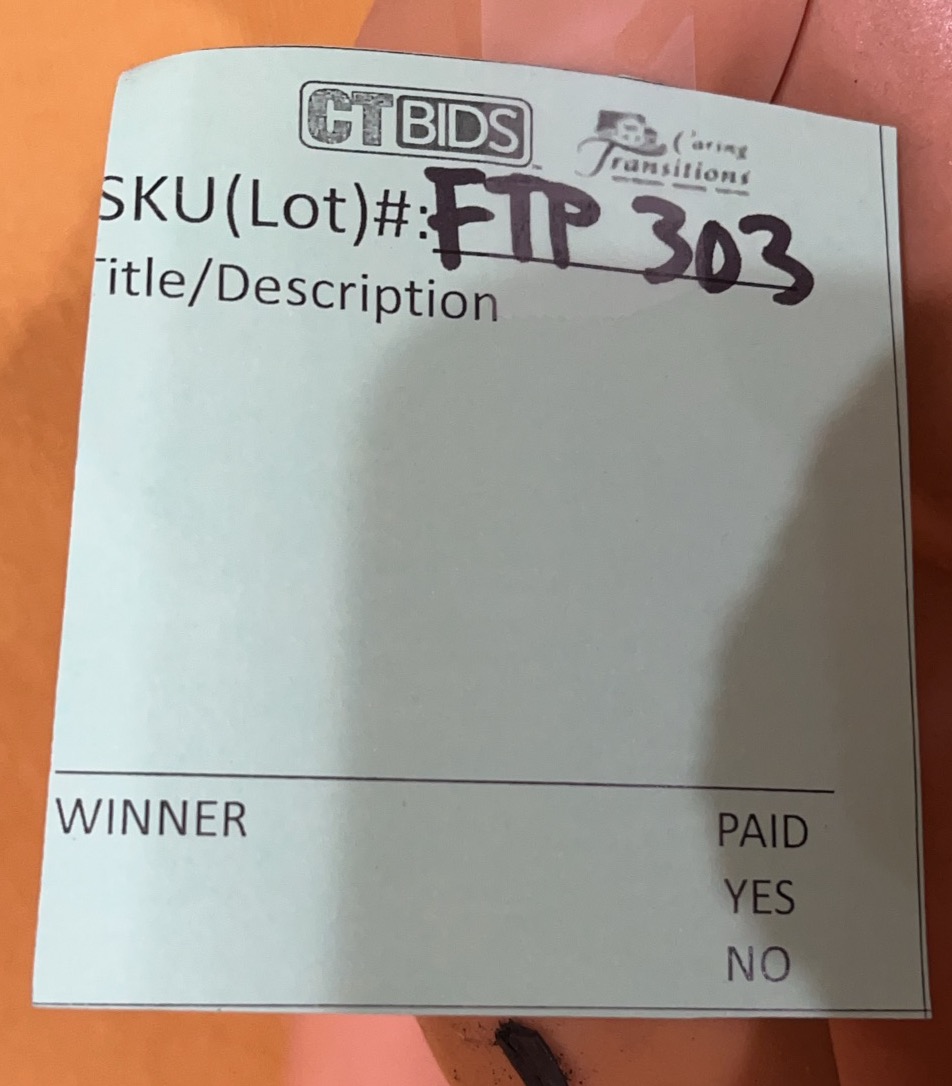 CTBIDS
Caring
Transitions
SKU(Lot)#: FTP 303
Title/Description
WINNER
PAID
YES
NO